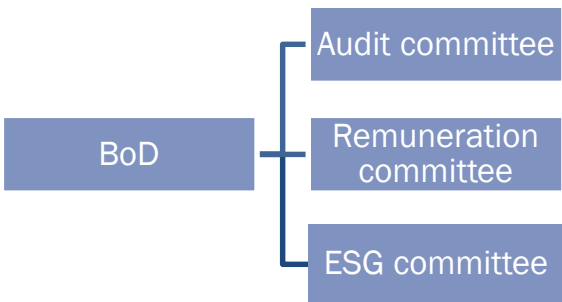 Audit committee
BoD
Remuneration
committee
ESG committee